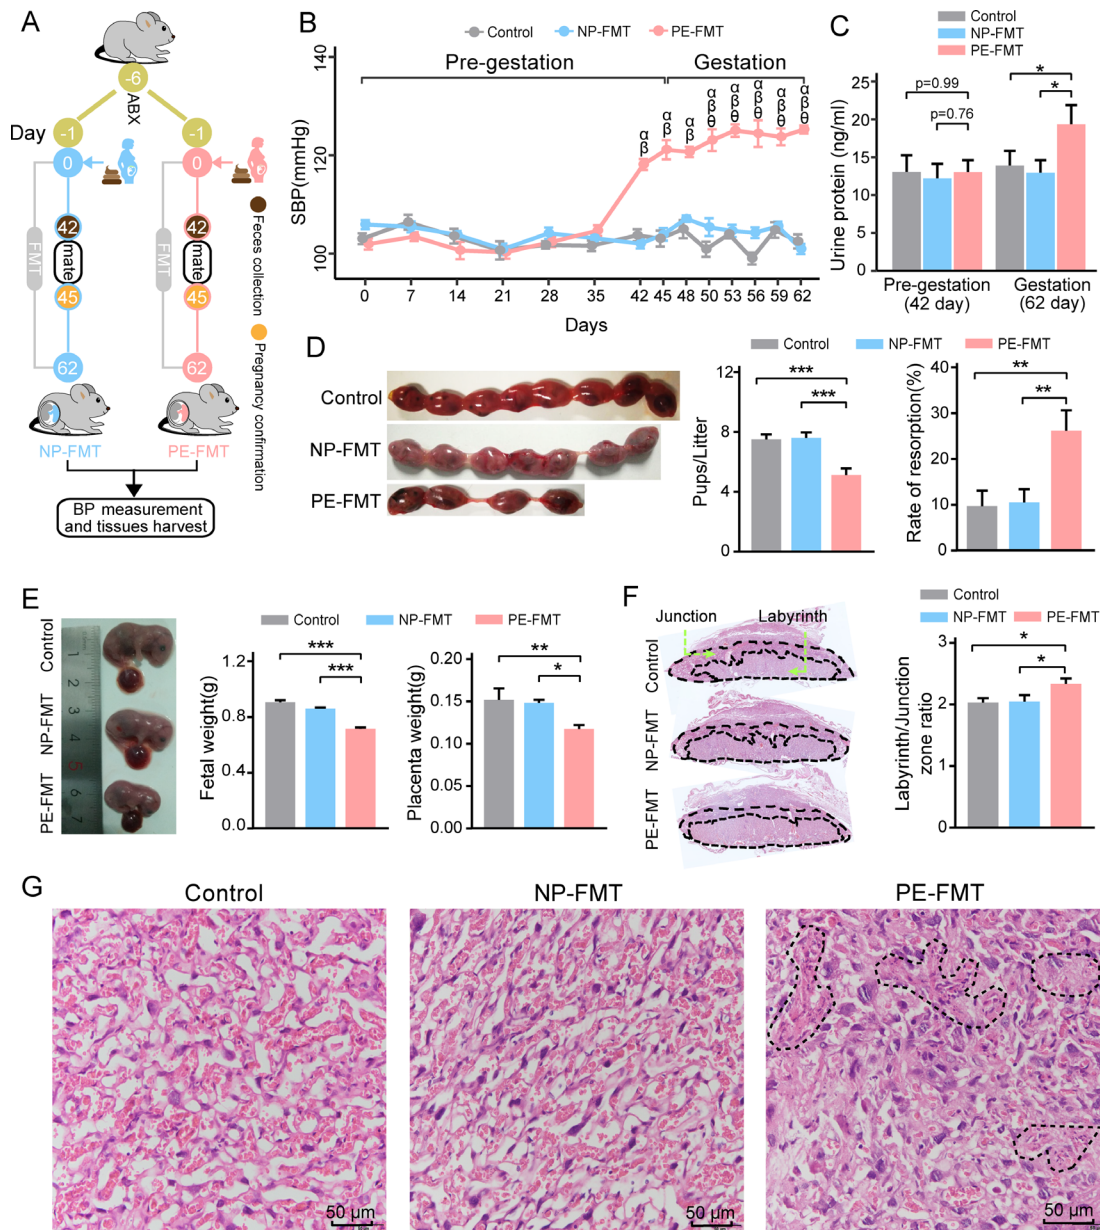 A
-6
ABX
Day
-1
-1
0
0
FMT
FMT
42
42
mate
mate
45
45
62
62
Feces collection
Pregnancy confirmation
NP-FMT
PE-FMT
BP measurement
and tissues harvest
B
Control
NP-FMT
PE-FMT
Pre-gestation
Gestation
SBP(mmHg)
140
120
100
α
β
α
β
α
β
α
β
θ
α
β
θ
α
β
θ
α
β
θ
α
β
θ
0 7 14 21 28 35 42 45 48 50 53 56 59 62
Days
C
Control
NP-FMT
PE-FMT
Urine protein (ng/ml)
25
20
15
10
5
0
p=0.99
p=0.76
*
*
Pre-gestation
(42 day)
Gestation
(62 day)
D
Control
NP-FMT
PE-FMT
Control
NP-FMT
PE-FMT
Pups/Litter
12
8
4
0
***
***
Rate of resorption(%)
40
30
20
10
0
**
**
E
Control
NP-FMT
PE-FMT
1
2
3
4
5
6
7
Control
NP-FMT
PE-FMT
Fetal weight(g)
1.2
0.8
0.4
0.0
***
***
Placenta weight(g)
0.20
0.15
0.10
0.05
0.00
**
*
F
Junction
Labyrinth
Control
NP-FMT
PE-FMT
Control
NP-FMT
PE-FMT
Labyrinth/Junction
zone ratio
3
2
1
0
*
*
G
Control
NP-FMT
PE-FMT
50 μm
50 μm
50 μm